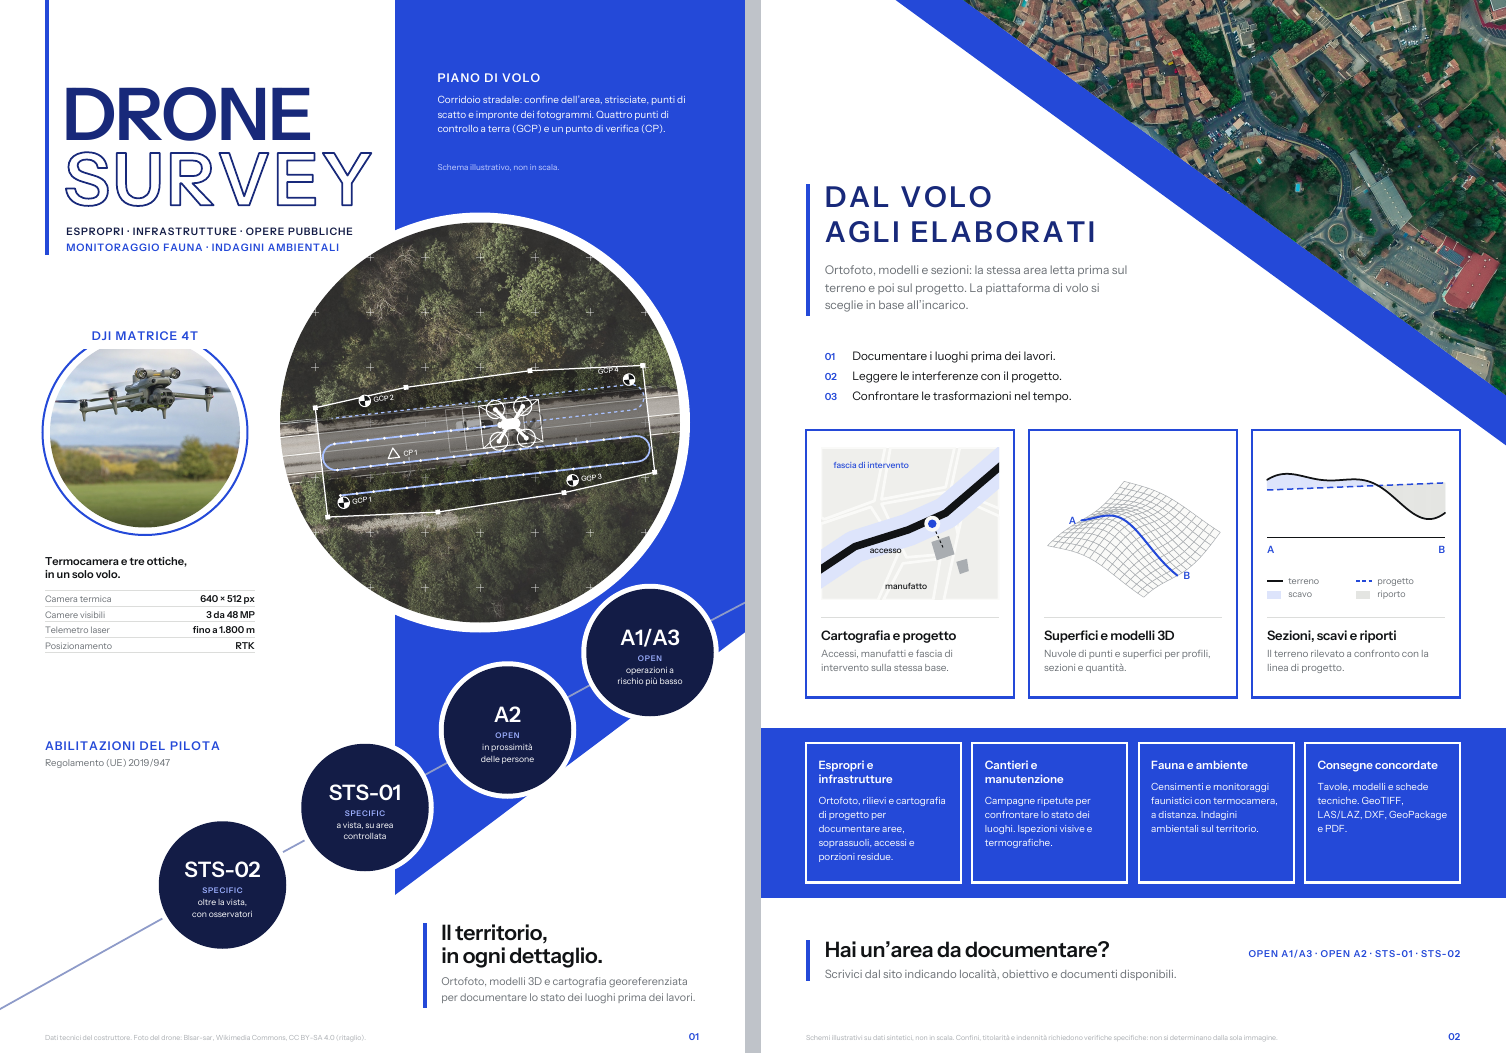 DRONE
SURVEY
ESPROPRI · INFRASTRUTTURE · OPERE PUBBLICHE
MONITORAGGIO FAUNA · INDAGINI AMBIENTALI
PIANO DI VOLO
Corridoio stradale: confine dell'area, strisciate, punti di
scatto e impronte dei fotogrammi. Quattro punti di
controllo a terra (GCP) e un punto di verifica (CP).
Schema illustrativo, non in scala.
GCP 4
GCP 2
CP 1
GCP 3
GCP 1
DJI MATRICE 4T
Termocamera e tre ottiche,
in un solo volo.
Camera termica 640 × 512 px
Camere visibili 3 da 48 MP
Telemetro laser fino a 1.800 m
Posizionamento RTK
ABILITAZIONI DEL PILOTA
Regolamento (UE) 2019/947
A1/A3
OPEN
operazioni a
rischio più basso
A2
OPEN
in prossimità
delle persone
STS-01
SPECIFIC
a vista, su area
controllata
STS-02
SPECIFIC
oltre la vista,
con osservatori
Il territorio,
in ogni dettaglio.
Ortofoto, modelli 3D e cartografia georeferenziata
per documentare lo stato dei luoghi prima dei lavori.
Dati tecnici del costruttore. Foto del drone: Blsar-sar, Wikimedia Commons, CC BY-SA 4.0 (ritaglio).
01
DAL VOLO
AGLI ELABORATI
Ortofoto, modelli e sezioni: la stessa area letta prima sul
terreno e poi sul progetto. La piattaforma di volo si
sceglie in base all'incarico.
01 Documentare i luoghi prima dei lavori.
02 Leggere le interferenze con il progetto.
03 Confrontare le trasformazioni nel tempo.
fascia di intervento
accesso
manufatto
Cartografia e progetto
Accessi, manufatti e fascia di
intervento sulla stessa base.
A
B
Superfici e modelli 3D
Nuvole di punti e superfici per profili,
sezioni e quantità.
A B
terreno progetto
scavo riporto
Sezioni, scavi e riporti
Il terreno rilevato a confronto con la
linea di progetto.
Espropri e
infrastrutture
Ortofoto, rilievi e cartografia
di progetto per
documentare aree,
soprassuoli, accessi e
porzioni residue.
Cantieri e
manutenzione
Campagne ripetute per
confrontare lo stato dei
luoghi. Ispezioni visive e
termografiche.
Fauna e ambiente
Censimenti e monitoraggi
faunistici con termocamera,
a distanza. Indagini
ambientali sul territorio.
Consegne concordate
Tavole, modelli e schede
tecniche. GeoTIFF,
LAS/LAZ, DXF, GeoPackage
e PDF.
Hai un'area da documentare?
Scrivici dal sito indicando località, obiettivo e documenti disponibili.
OPEN A1/A3 · OPEN A2 · STS-01 · STS-02
Schemi illustrativi su dati sintetici, non in scala. Confini, titolarità e indennità richiedono verifiche specifiche: non si determinano dalla sola immagine.
02